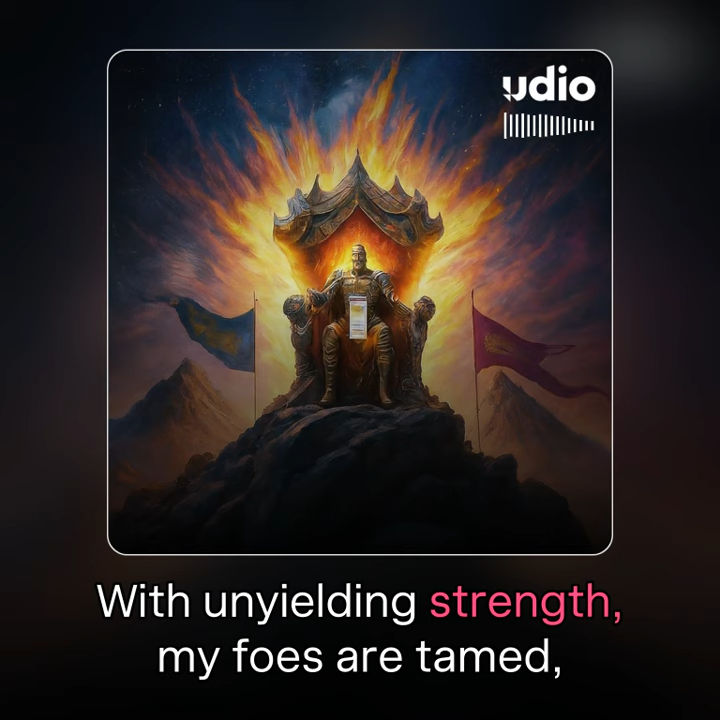 udio
With unyielding strength,
my foes are tamed,